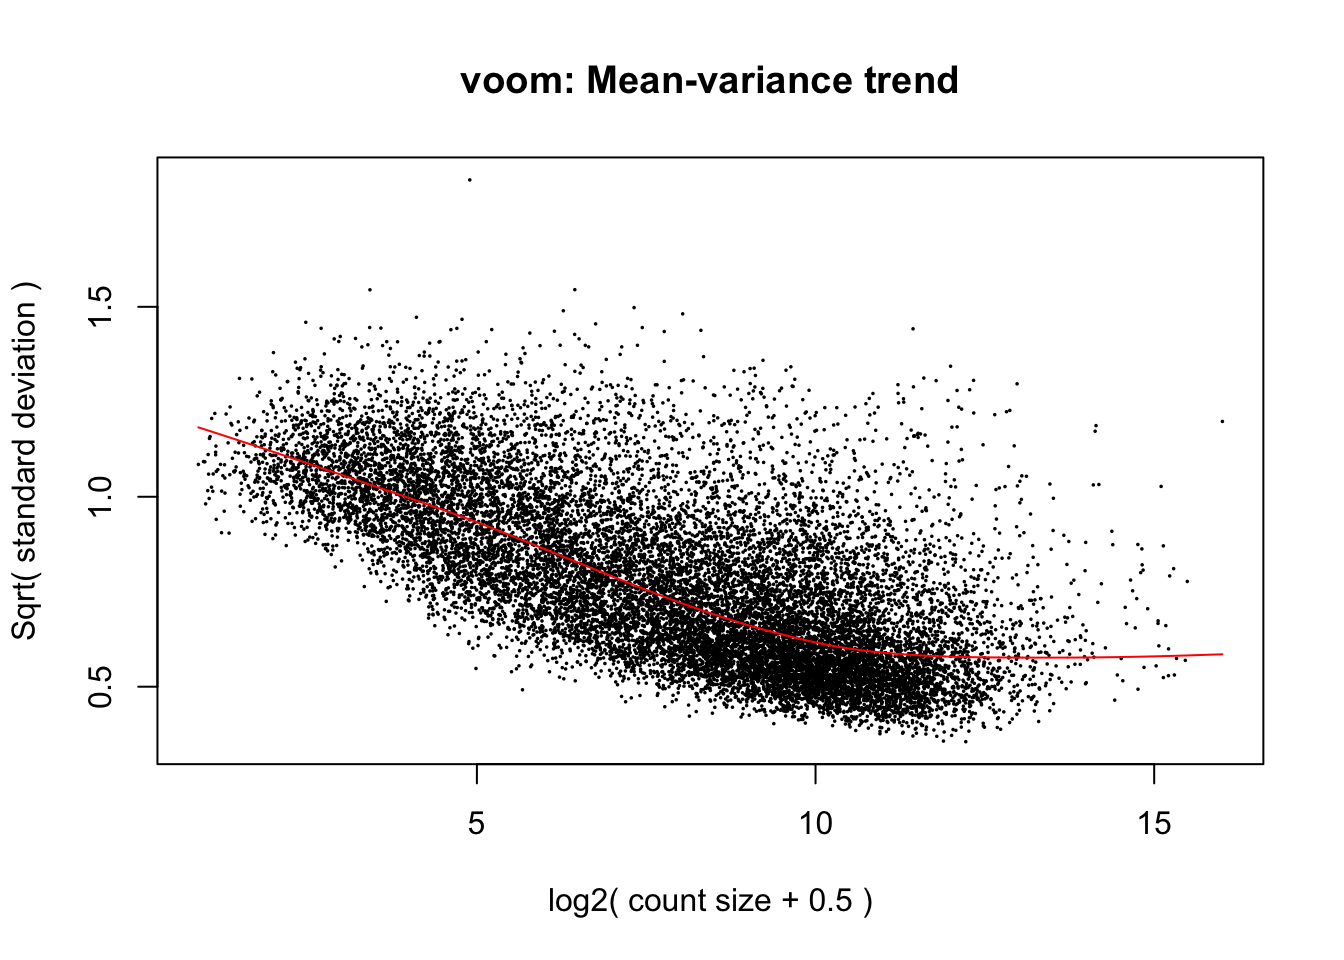 voom: Mean-variance trend
Sqrt( standard deviation )
1.5
1.0
0.5
5 10 15
log2( count size + 0.5 )